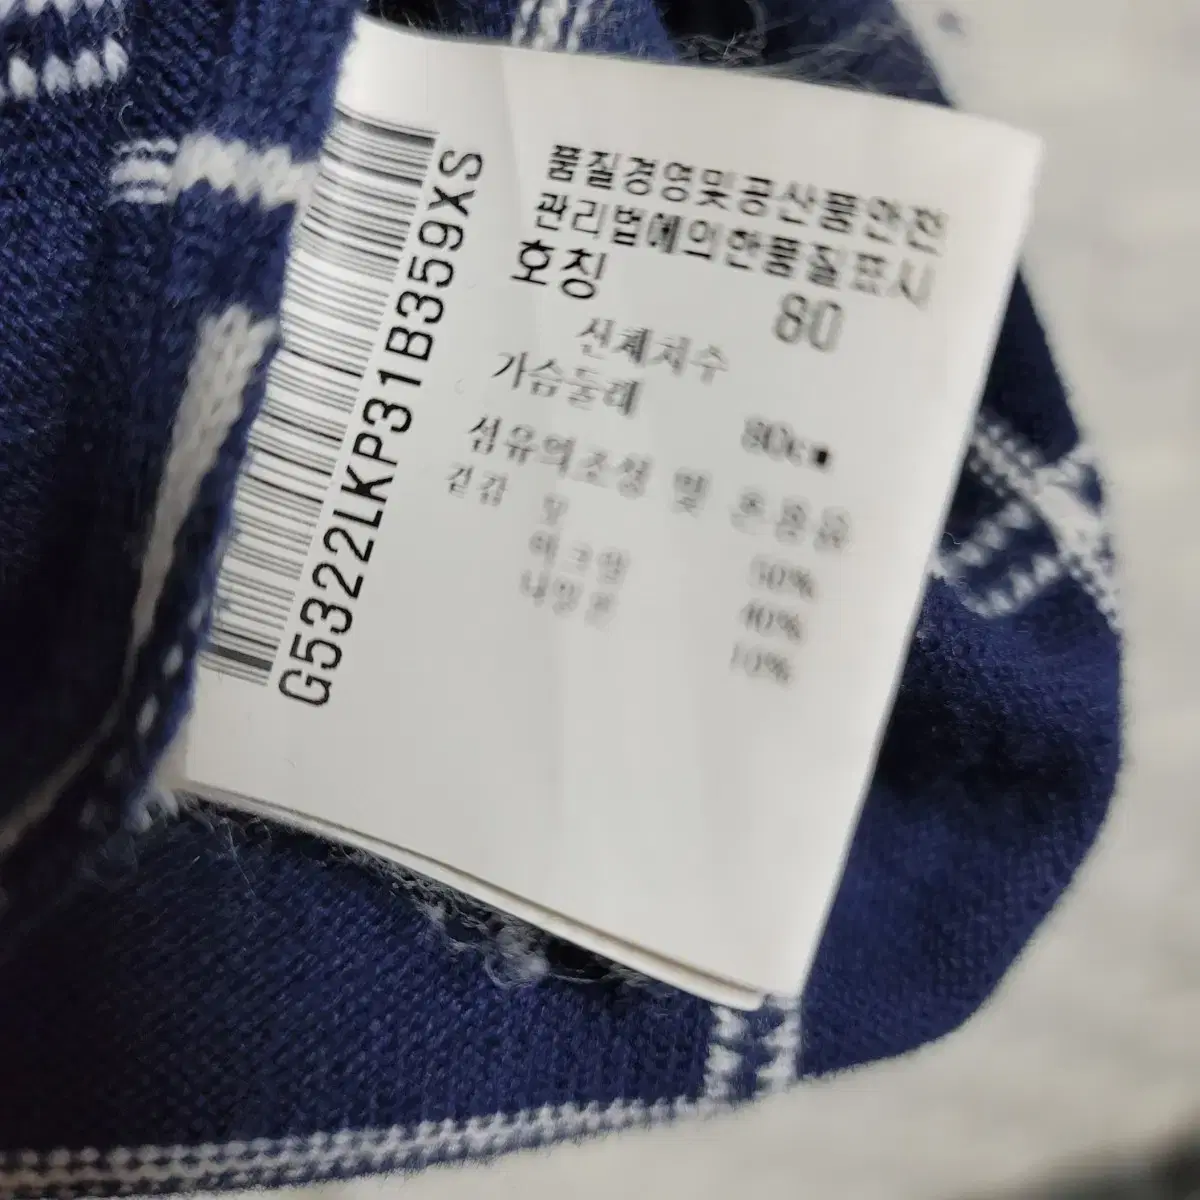 품질경영및공산품안전
관리법에의한품질표시
호칭 80
신체치수
가슴둘레 80cm
섬유의조성 및 혼용율
겉감 모 50%
아크릴 40%
나일론 10%
G5322LKP31B359XS